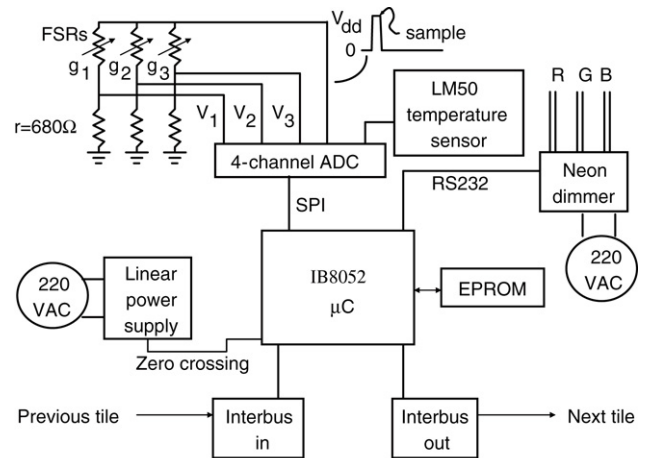 FSRs
g1
g2
g3
r=680Ω
V1
V2
V3
Vdd
0
sample
LM50
temperature
sensor
4-channel ADC
R G B
Neon
dimmer
RS232
SPI
220
VAC
IB8052
μC
EPROM
220
VAC
Linear
power
supply
Zero crossing
Previous tile
Interbus
in
Interbus
out
Next tile